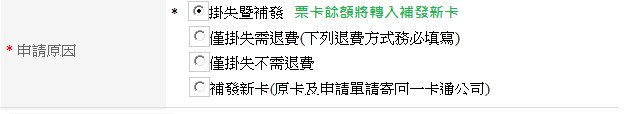 * 掛失暨補發 票卡餘額將轉入補發新卡
僅掛失需退費(下列退費方式務必填寫)
* 申請原因
僅掛失不需退費
補發新卡(原卡及申請單請寄回一卡通公司)